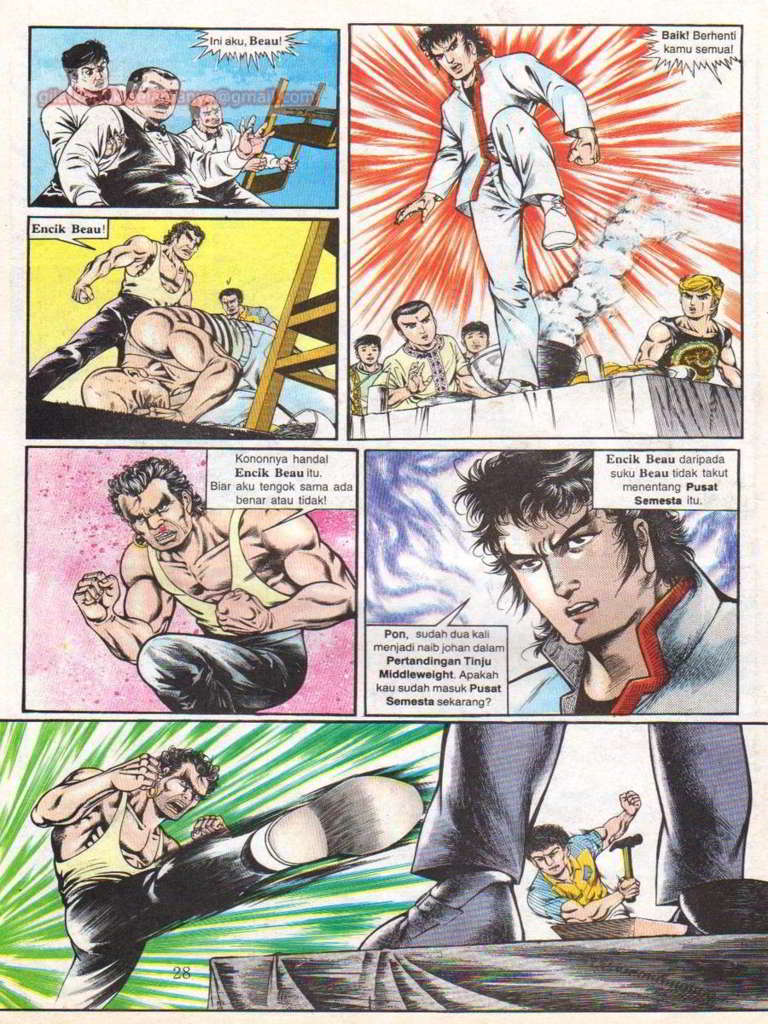 Ini aku, Beau!
Baik! Berhenti
kamu semua!
Encik Beau!
Kononnya handal
Encik Beau itu.
Biar aku tengok sama ada
benar atau tidak!
Encik Beau daripada
suku Beau tidak takut
menentang Pusat
Semesta itu.
Pon, sudah dua kali
menjadi naib johan dalam
Pertandingan Tinju
Middleweight. Apakah
kau sudah masuk Pusat
Semesta sekarang?
28